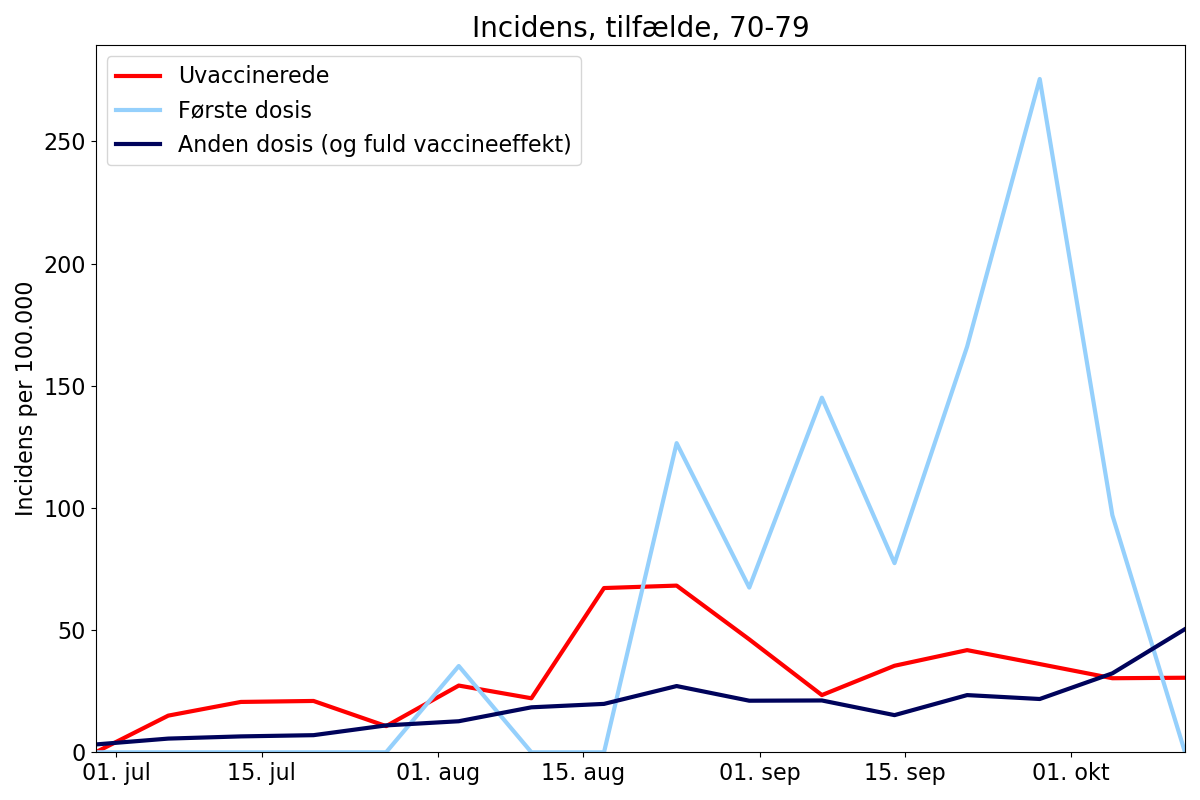 Incidens, tilfælde, 70-79
Uvaccinerede
Første dosis
Anden dosis (og fuld vaccineeffekt)
Incidens per 100.000
250
200
150
100
50
0
01. jul
15. jul
01. aug
15. aug
01. sep
15. sep
01. okt